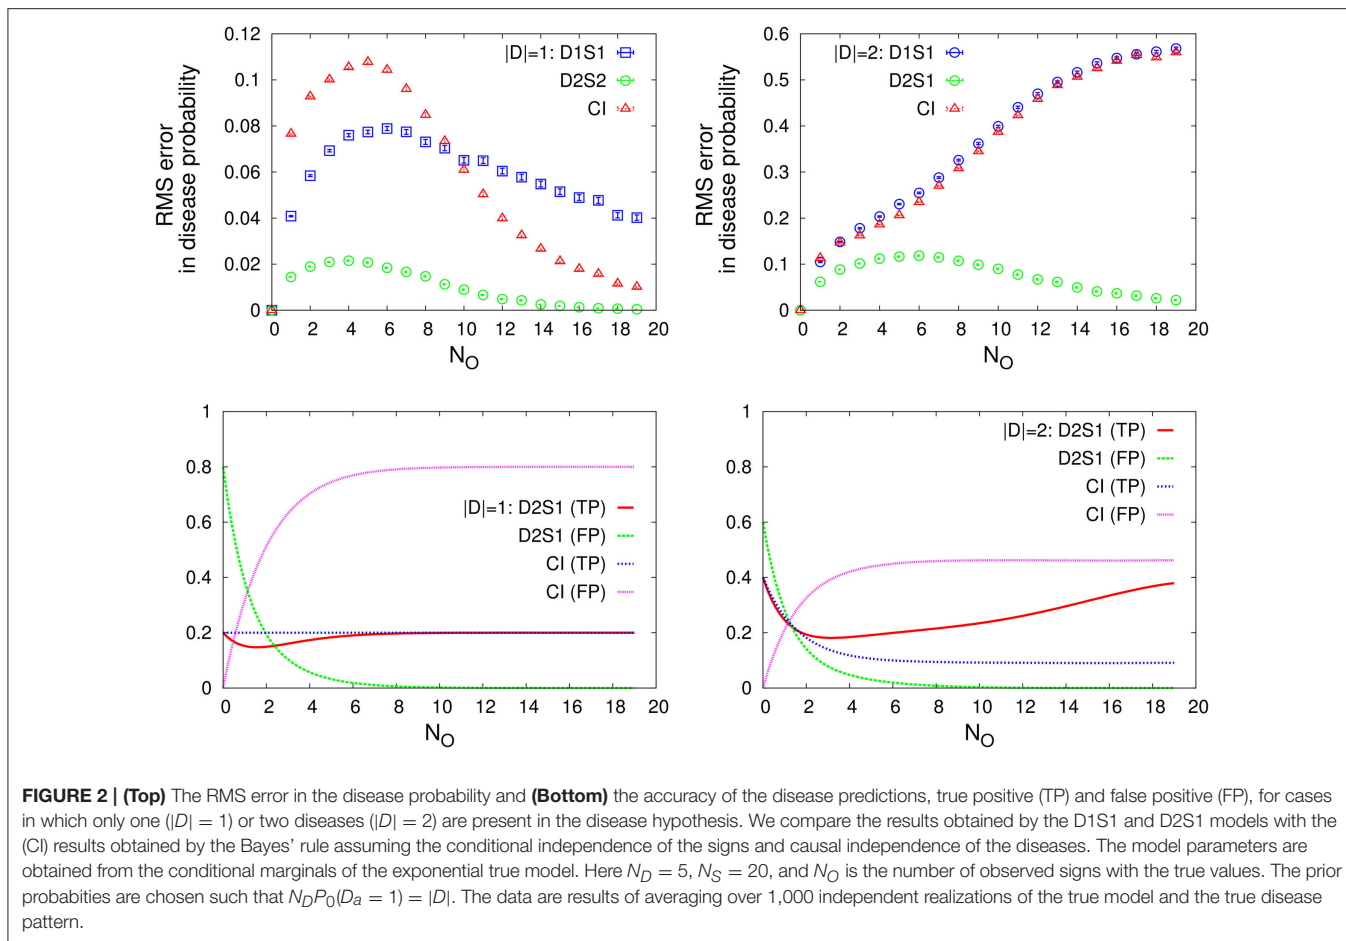 RMS error
in disease probability
0.12
0.1
0.08
0.06
0.04
0.02
0
|D|=1: D1S1
D2S2
CI
0 2 4 6 8 10 12 14 16 18 20
N_O
RMS error
in disease probability
0.6
0.5
0.4
0.3
0.2
0.1
0
|D|=2: D1S1
D2S1
CI
0 2 4 6 8 10 12 14 16 18 20
N_O
1
0.8
0.6
0.4
0.2
0
|D|=1: D2S1 (TP)
D2S1 (FP)
CI (TP)
CI (FP)
0 2 4 6 8 10 12 14 16 18 20
N_O
1
0.8
0.6
0.4
0.2
0
|D|=2: D2S1 (TP)
D2S1 (FP)
CI (TP)
CI (FP)
0 2 4 6 8 10 12 14 16 18 20
N_O
FIGURE 2 | (Top) The RMS error in the disease probability and (Bottom) the accuracy of the disease predictions, true positive (TP) and false positive (FP), for cases
in which only one (|D| = 1) or two diseases (|D| = 2) are present in the disease hypothesis. We compare the results obtained by the D1S1 and D2S1 models with the
(CI) results obtained by the Bayes' rule assuming the conditional independence of the signs and causal independence of the diseases. The model parameters are
obtained from the conditional marginals of the exponential true model. Here N_D = 5, N_S = 20, and N_O is the number of observed signs with the true values. The prior
probabities are chosen such that N_D P_0(D_a = 1) = |D|. The data are results of averaging over 1,000 independent realizations of the true model and the true disease
pattern.